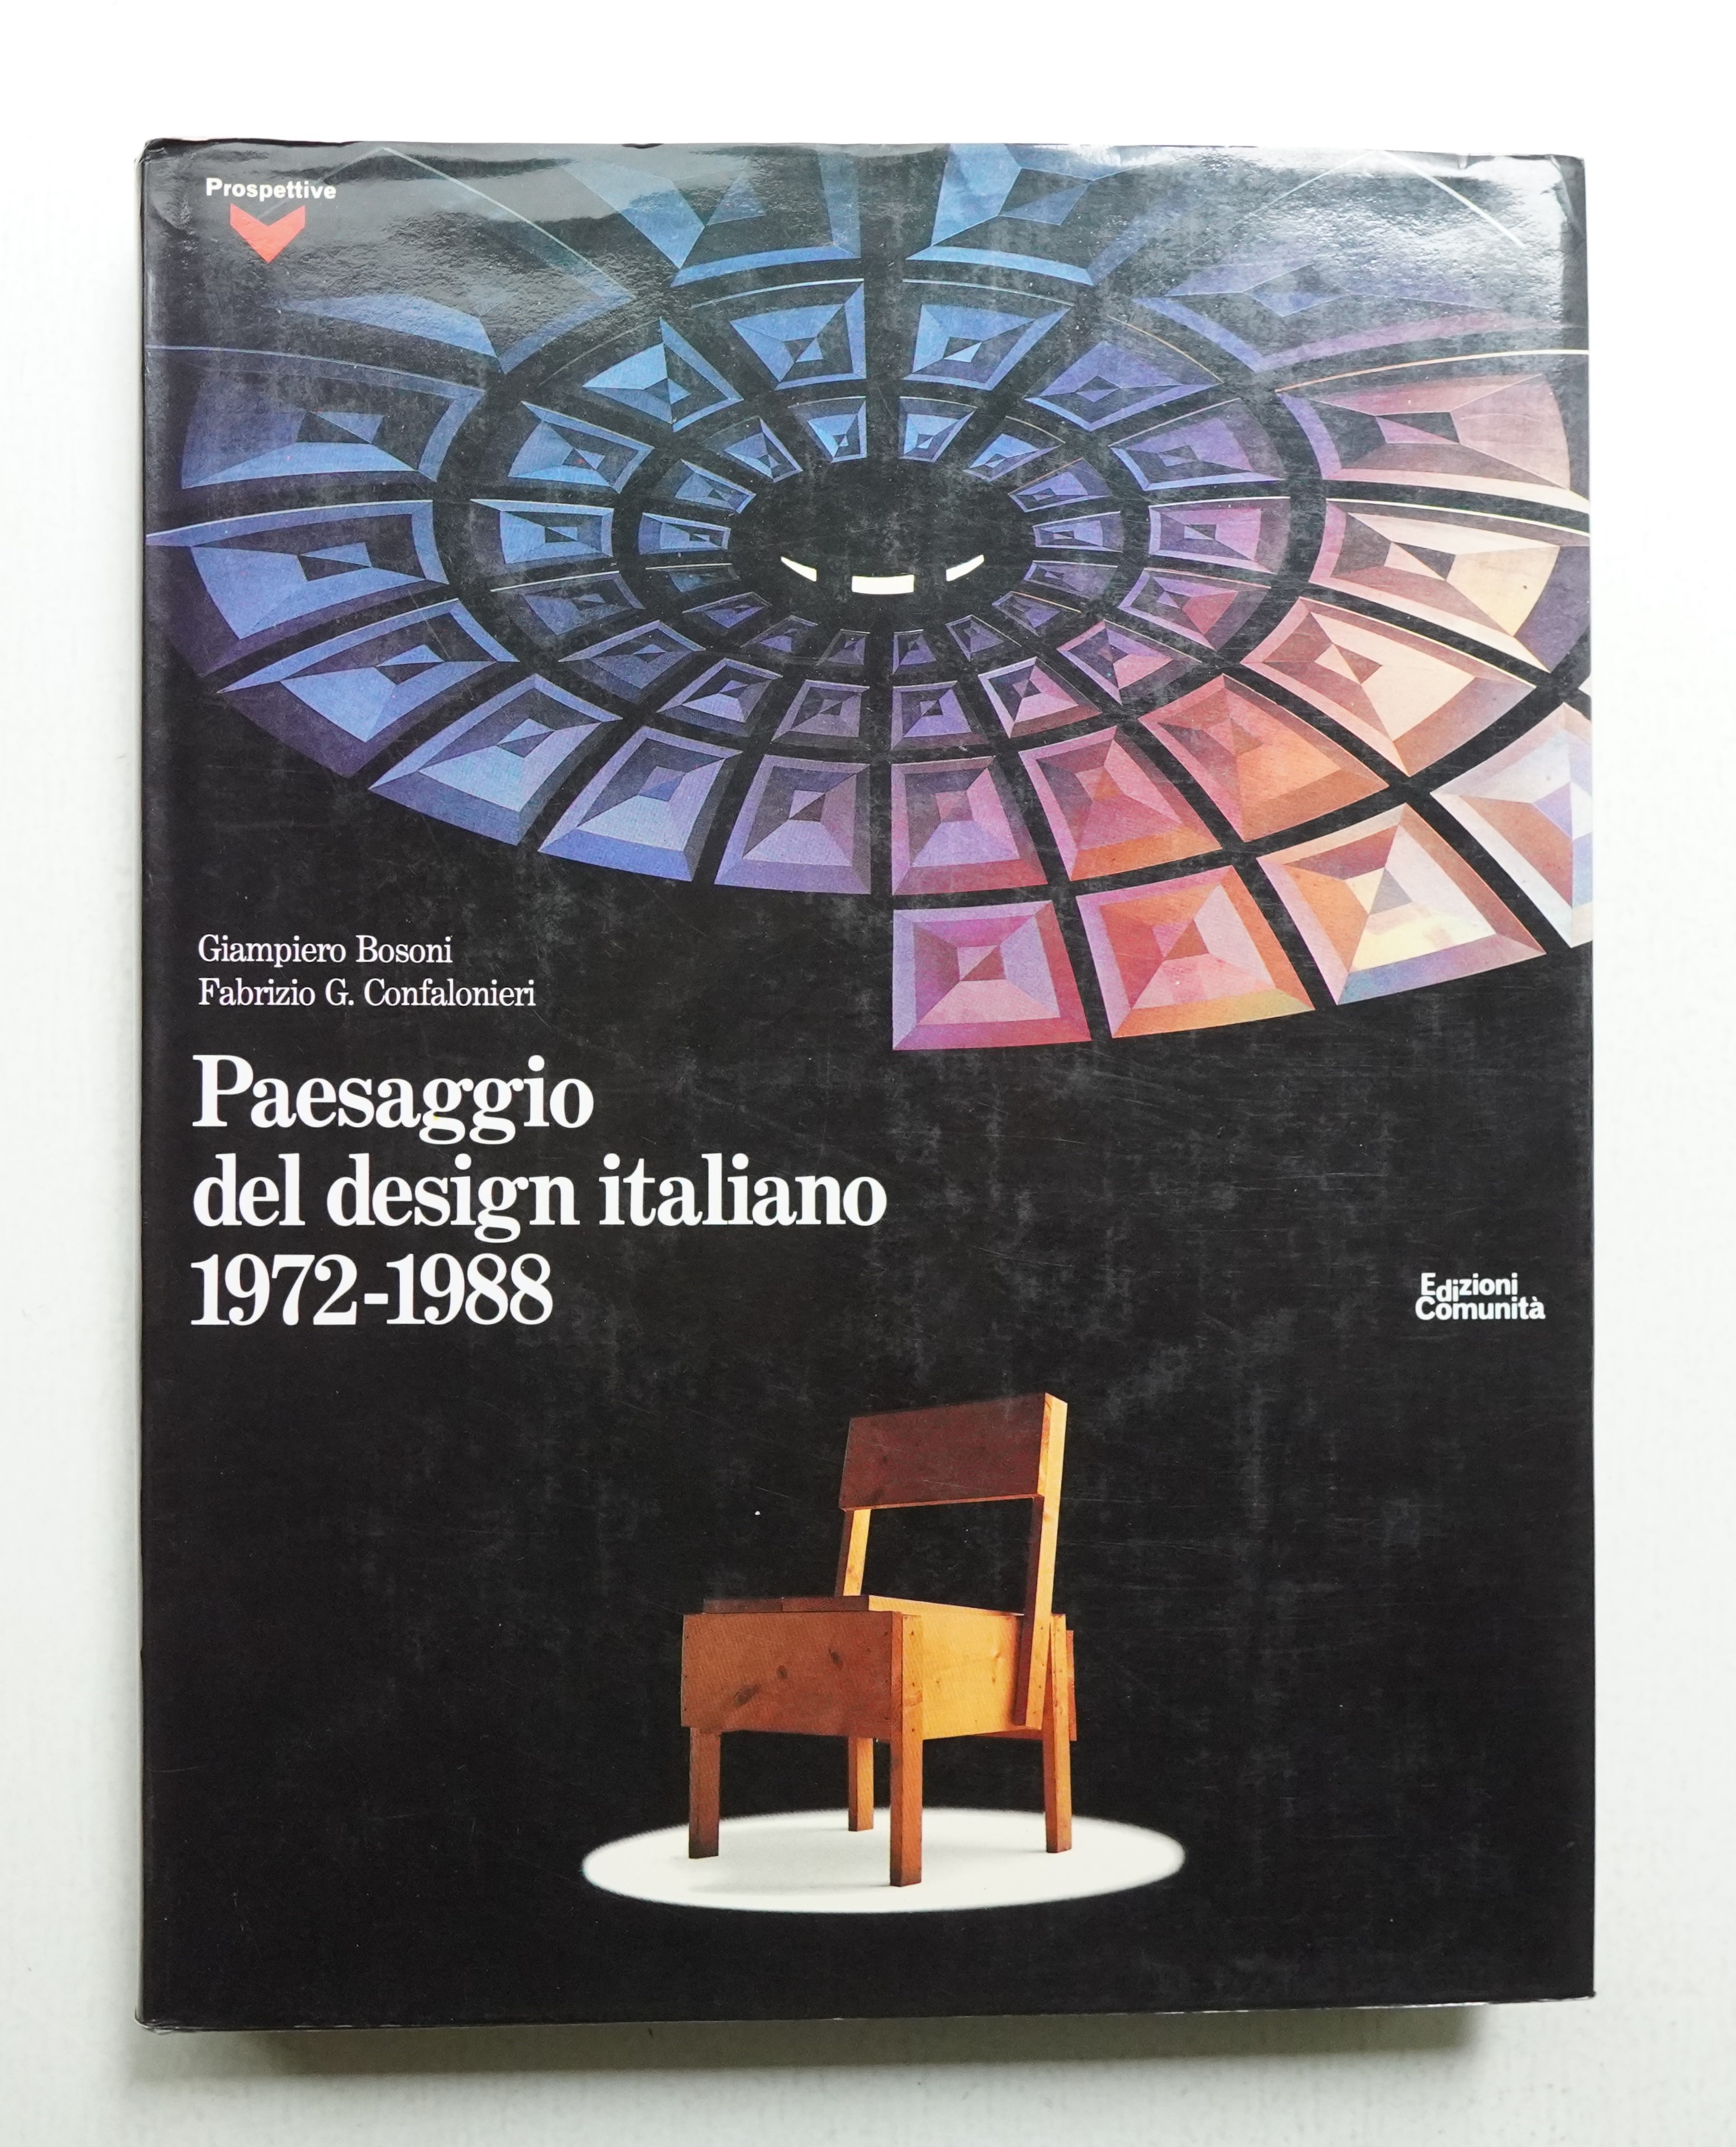 Prospettive
Giampiero Bosoni
Fabrizio G. Confalonieri
Paesaggio
del design italiano
1972-1988
Edizioni
Comunità